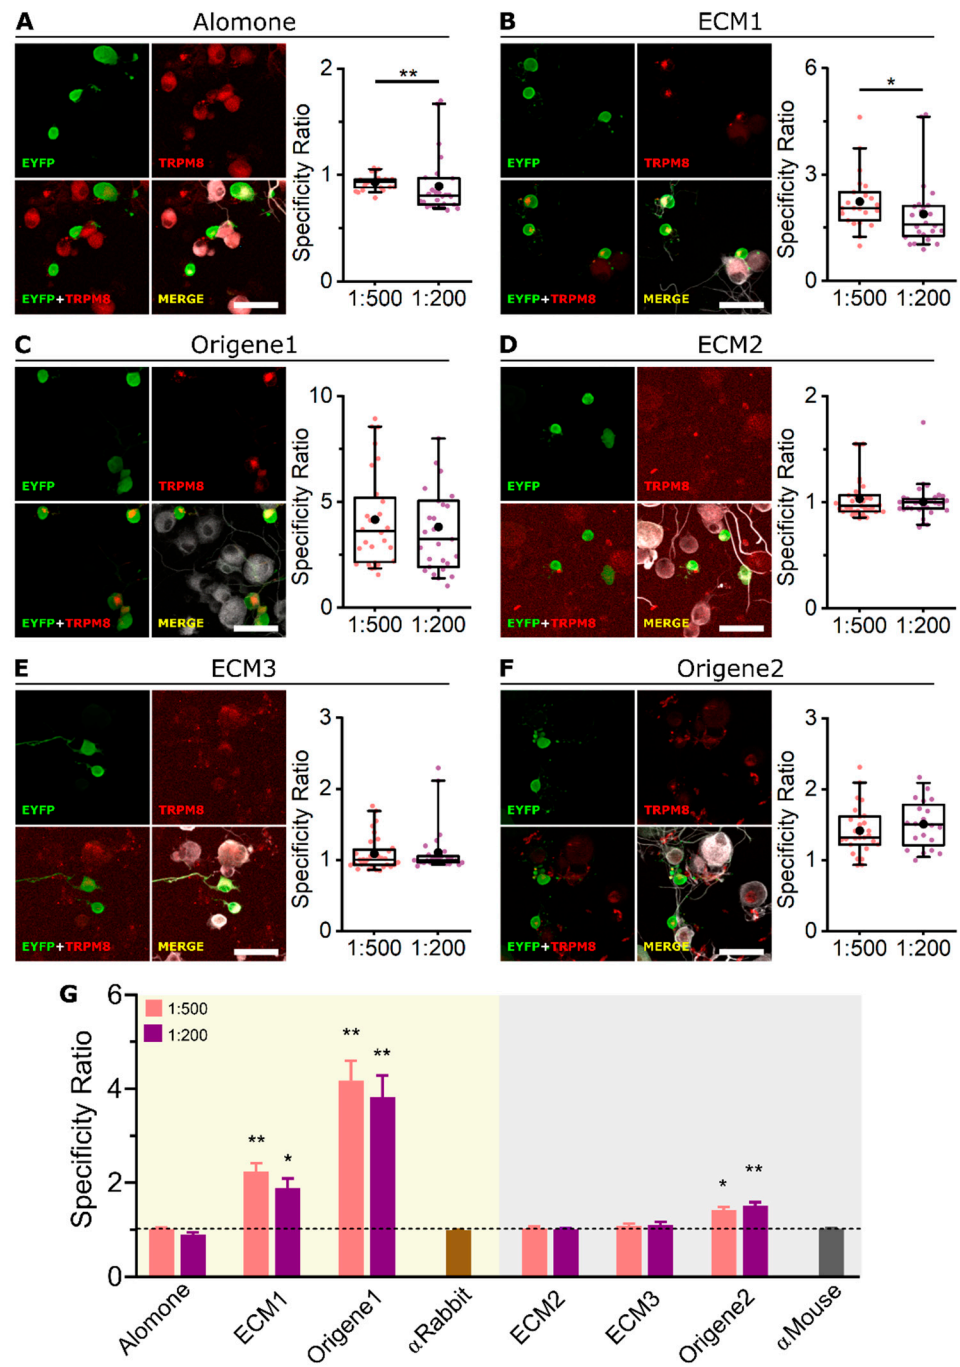 A Alomone
EYFP
TRPM8
EYFP+TRPM8
MERGE
Specificity Ratio
2
1
0
**
1:500 1:200
B ECM1
EYFP
TRPM8
EYFP+TRPM8
MERGE
Specificity Ratio
6
3
0
*
1:500 1:200
C Origene1
EYFP
TRPM8
EYFP+TRPM8
MERGE
Specificity Ratio
10
5
0
1:500 1:200
D ECM2
EYFP
TRPM8
EYFP+TRPM8
MERGE
Specificity Ratio
2
1
0
1:500 1:200
E ECM3
EYFP
TRPM8
EYFP+TRPM8
MERGE
Specificity Ratio
3
2
1
0
1:500 1:200
F Origene2
EYFP
TRPM8
EYFP+TRPM8
MERGE
Specificity Ratio
3
2
1
0
1:500 1:200
G
Specificity Ratio
6
4
2
0
1:500
1:200
** * ** ** * **
Alomone ECM1 Origene1 αRabbit ECM2 ECM3 Origene2 αMouse